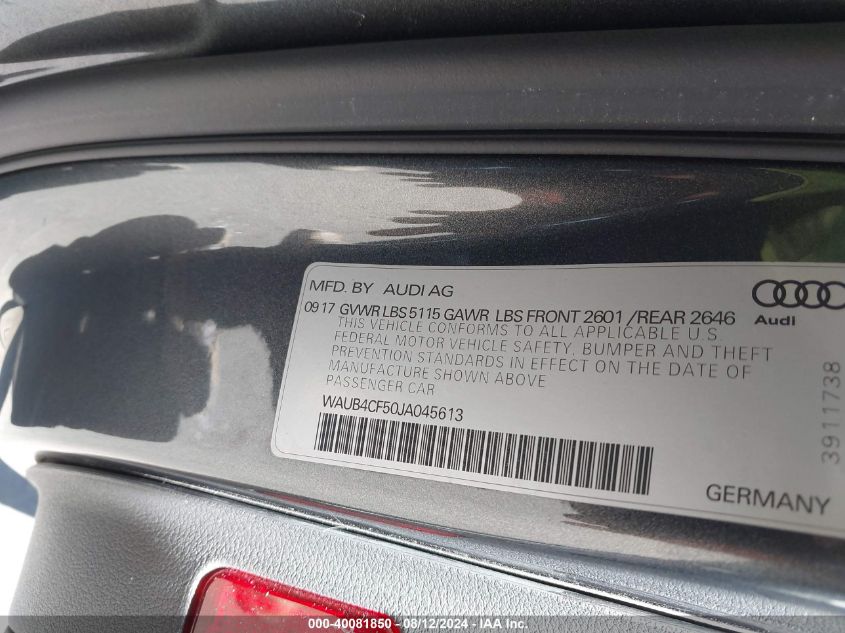 MFD. BY AUDI AG
Audi
09 17 GVWR LBS 5115 GAWR LBS FRONT 2601 / REAR 2646
THIS VEHICLE CONFORMS TO ALL APPLICABLE U.S.
FEDERAL MOTOR VEHICLE SAFETY, BUMPER AND THEFT
PREVENTION STANDARDS IN EFFECT ON THE DATE OF
MANUFACTURE SHOWN ABOVE
PASSENGER CAR
WAUB4CF50JA045613
3911738
GERMANY
000-40081850 - 08/12/2024 - IAA Inc.